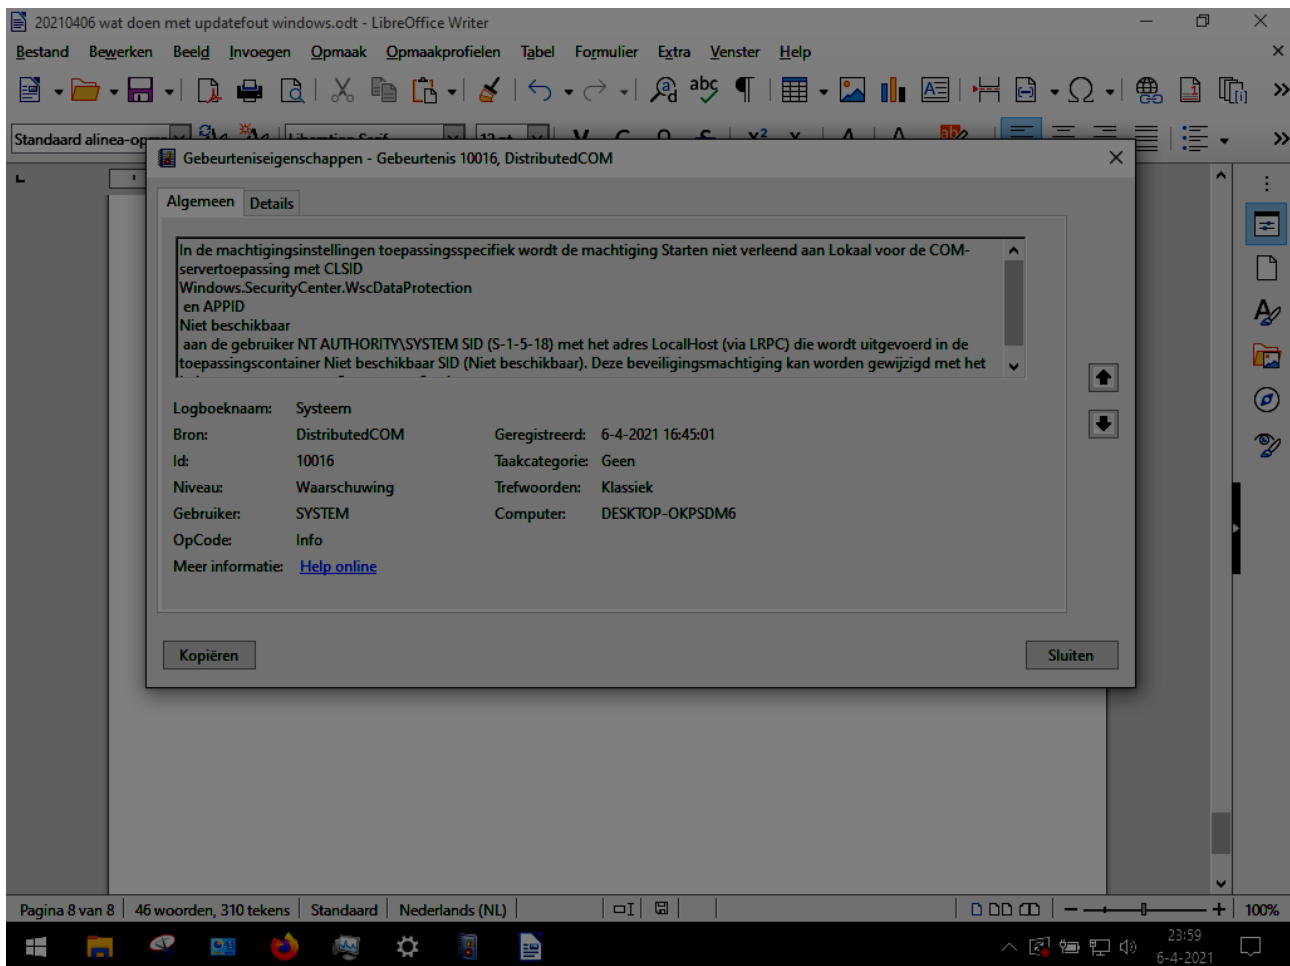 20210406 wat doen met updatefout windows.odt - LibreOffice Writer
Bestand Bewerken Beeld Invoegen Opmaak Opmaakprofielen Tabel Formulier Extra Venster Help
Standaard alinea-op
Gebeurteniseigenschappen - Gebeurtenis 10016, DistributedCOM
Algemeen Details
In de machtigingsinstellingen toepassingsspecifiek wordt de machtiging Starten niet verleend aan Lokaal voor de COM-
servertoepassing met CLSID
Windows.SecurityCenter.WscDataProtection
en APPID
Niet beschikbaar
aan de gebruiker NT AUTHORITY\SYSTEM SID (S-1-5-18) met het adres LocalHost (via LRPC) die wordt uitgevoerd in de
toepassingscontainer Niet beschikbaar SID (Niet beschikbaar). Deze beveiligingsmachtiging kan worden gewijzigd met het
Logboeknaam: Systeem
Bron: DistributedCOM Geregistreerd: 6-4-2021 16:45:01
Id: 10016 Taakcategorie: Geen
Niveau: Waarschuwing Trefwoorden: Klassiek
Gebruiker: SYSTEM Computer: DESKTOP-OKPSDM6
OpCode: Info
Meer informatie: Help online
Kopiëren Sluiten
Pagina 8 van 8 46 woorden, 310 tekens Standaard Nederlands (NL) 100%
23:59
6-4-2021